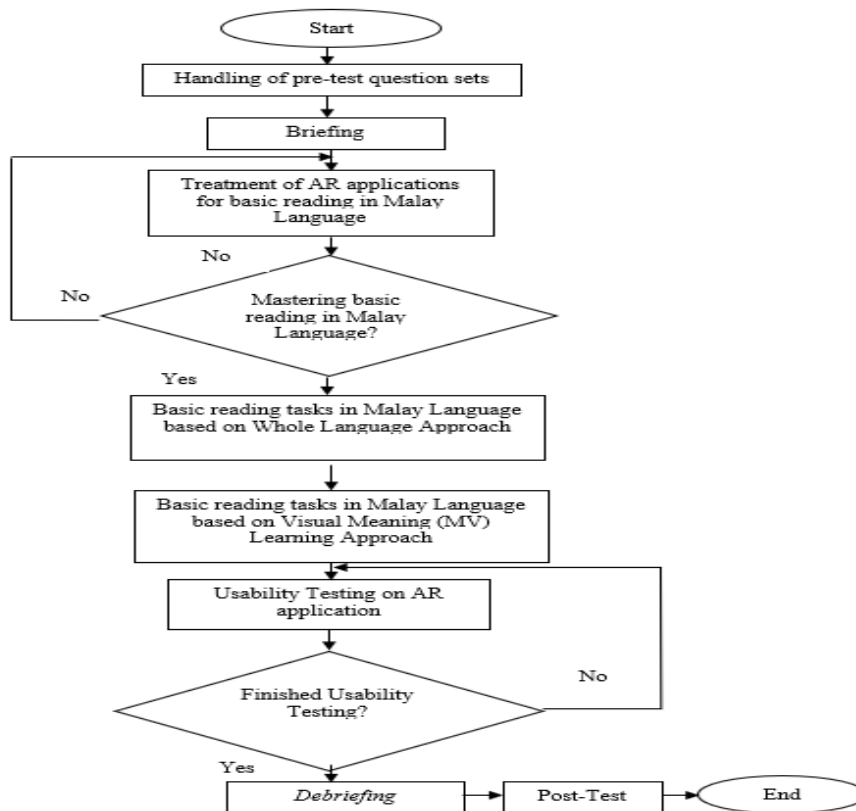 Start
Handling of pre-test question sets
Briefing
Treatment of AR applications
for basic reading in Malay
Language
No
No
Mastering basic
reading in Malay
Language?
Yes
Basic reading tasks in Malay Language
based on Whole Language Approach
Basic reading tasks in Malay Language
based on Visual Meaning (MV)
Learning Approach
Usability Testing on AR
application
No
Finished Usability
Testing?
Yes
Debriefing
Post-Test
End